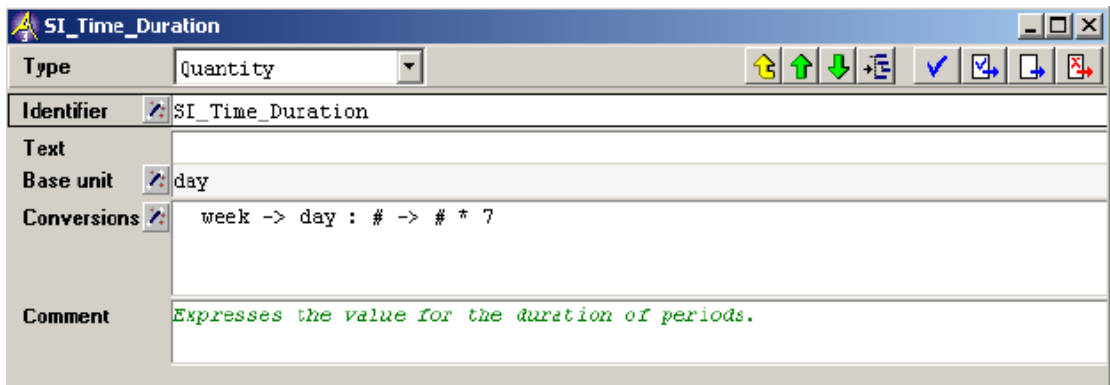 SI_Time_Duration
Type Quantity
Identifier SI_Time_Duration
Text
Base unit day
Conversions week -> day : # -> # * 7
Comment Expresses the value for the duration of periods.